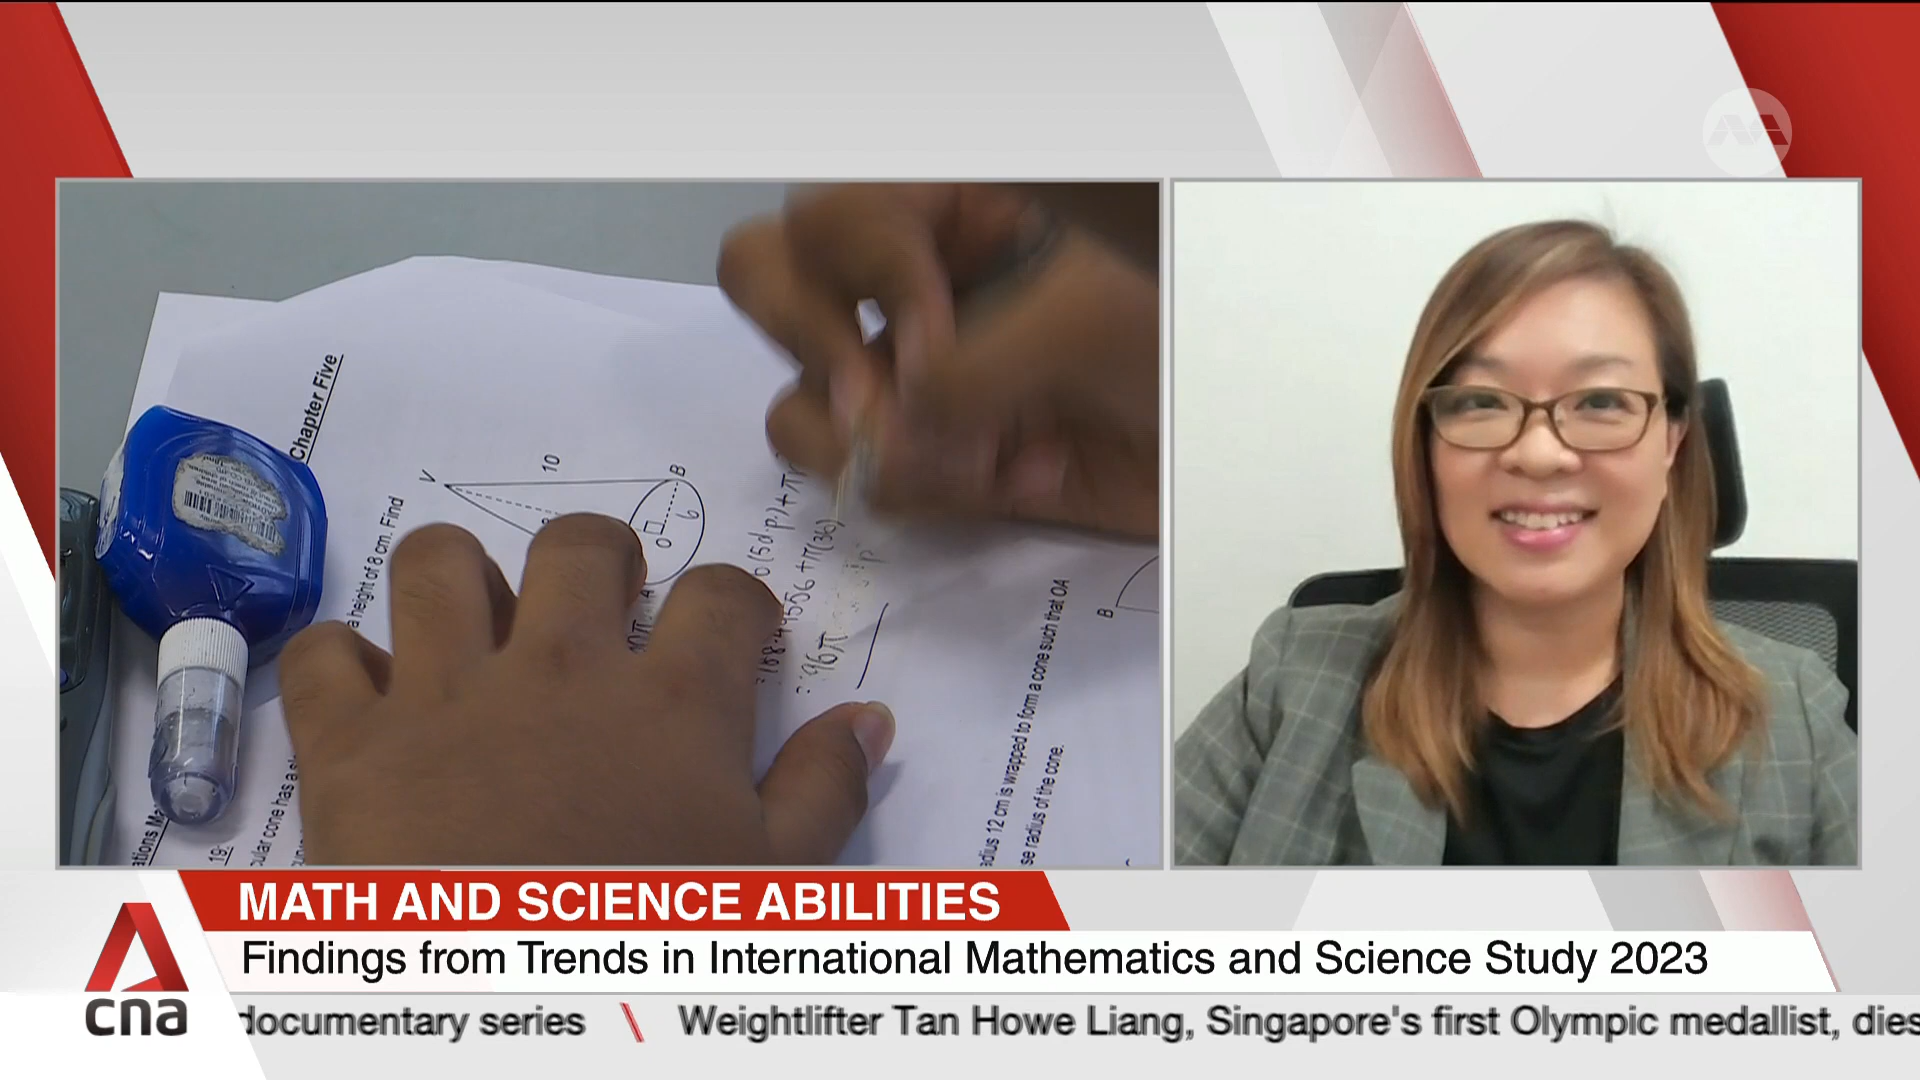 Chapter Five
V
10
B
6
O
a height of 8 cm. Find
19.
adius 12 cm is wrapped to form a cone such that OA
se radius of the cone.
B
MATH AND SCIENCE ABILITIES
Findings from Trends in International Mathematics and Science Study 2023
cna
documentary series \ Weightlifter Tan Howe Liang, Singapore's first Olympic medallist, dies